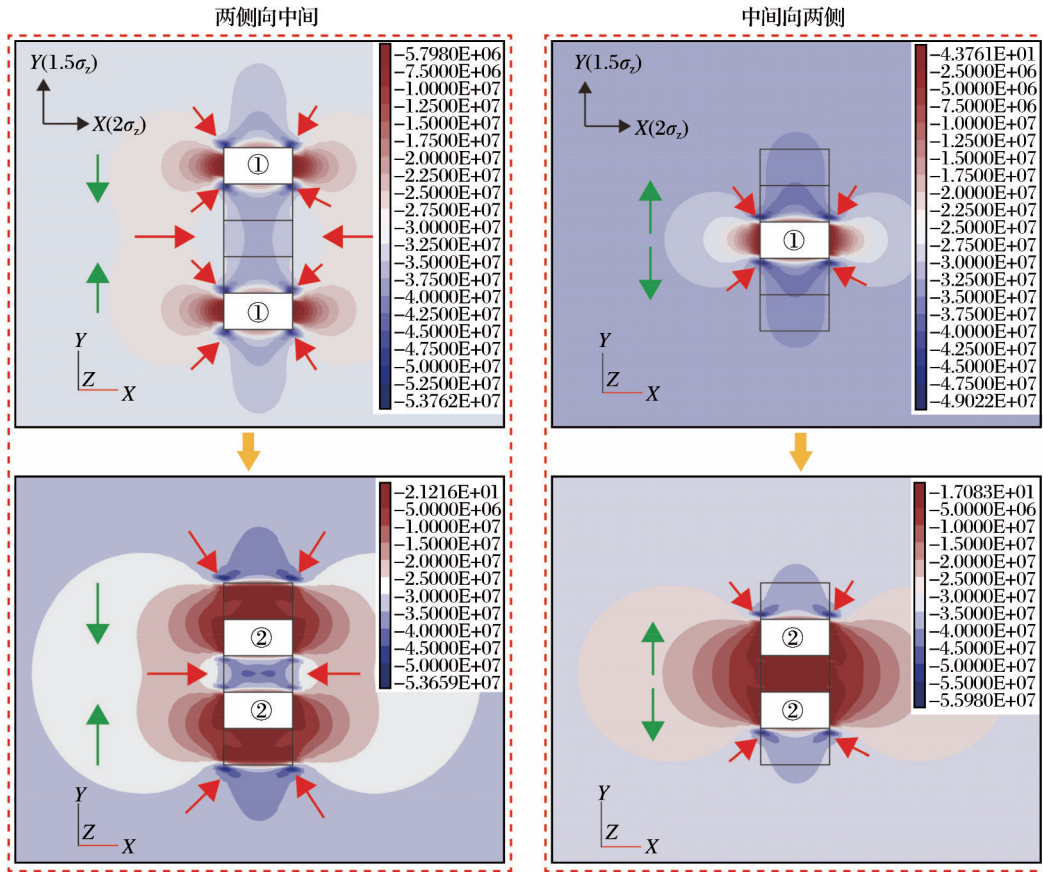 两侧向中间
中间向两侧
Y(1.5σz)
X(2σz)
①
①
Y
Z
X
−5.7980E+06
−7.5000E+06
−1.0000E+07
−1.2500E+07
−1.5000E+07
−1.7500E+07
−2.0000E+07
−2.2500E+07
−2.5000E+07
−2.7500E+07
−3.0000E+07
−3.2500E+07
−3.5000E+07
−3.7500E+07
−4.0000E+07
−4.2500E+07
−4.5000E+07
−4.7500E+07
−5.0000E+07
−5.2500E+07
−5.3762E+07
Y(1.5σz)
X(2σz)
①
Y
Z
X
−4.3761E+01
−2.5000E+06
−5.0000E+06
−7.5000E+06
−1.0000E+07
−1.2500E+07
−1.5000E+07
−1.7500E+07
−2.0000E+07
−2.2500E+07
−2.5000E+07
−2.7500E+07
−3.0000E+07
−3.2500E+07
−3.5000E+07
−3.7500E+07
−4.0000E+07
−4.2500E+07
−4.5000E+07
−4.7500E+07
−4.9022E+07
②
②
Y
Z
X
−2.1216E+01
−5.0000E+06
−1.0000E+07
−1.5000E+07
−2.0000E+07
−2.5000E+07
−3.0000E+07
−3.5000E+07
−4.0000E+07
−4.5000E+07
−5.0000E+07
−5.3659E+07
②
②
Y
Z
X
−1.7083E+01
−5.0000E+06
−1.0000E+07
−1.5000E+07
−2.0000E+07
−2.5000E+07
−3.0000E+07
−3.5000E+07
−4.0000E+07
−4.5000E+07
−5.0000E+07
−5.5000E+07
−5.5980E+07